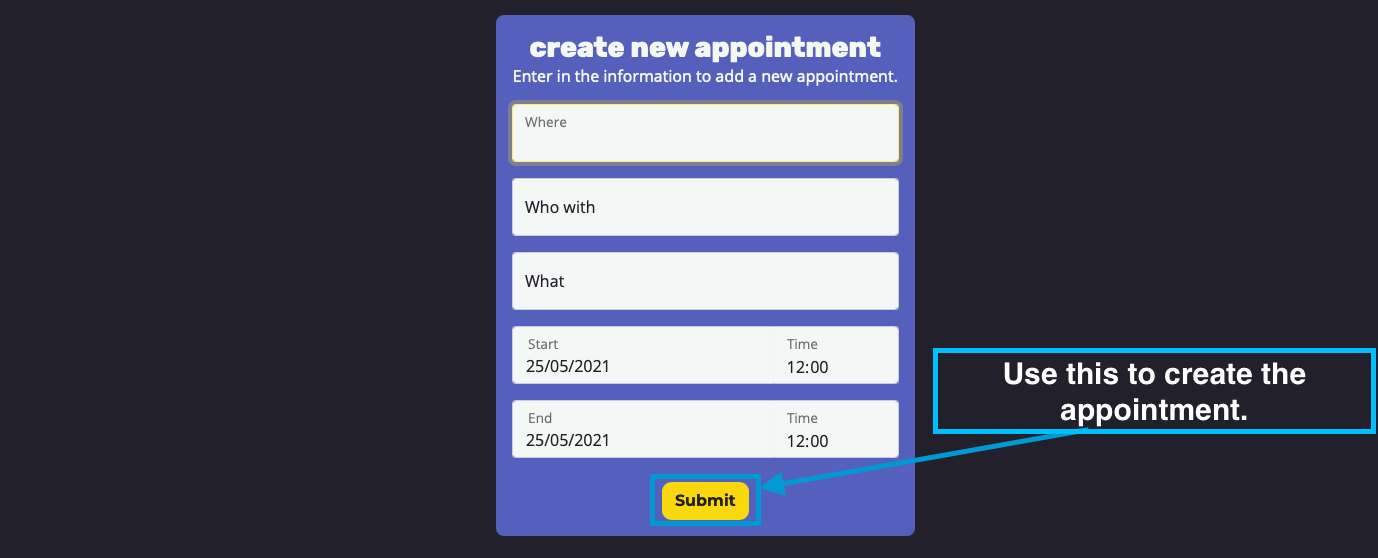 create new appointment
Enter in the information to add a new appointment.
Where
Who with
What
Start Time
25/05/2021 12:00
End Time
25/05/2021 12:00
Submit
Use this to create the
appointment.